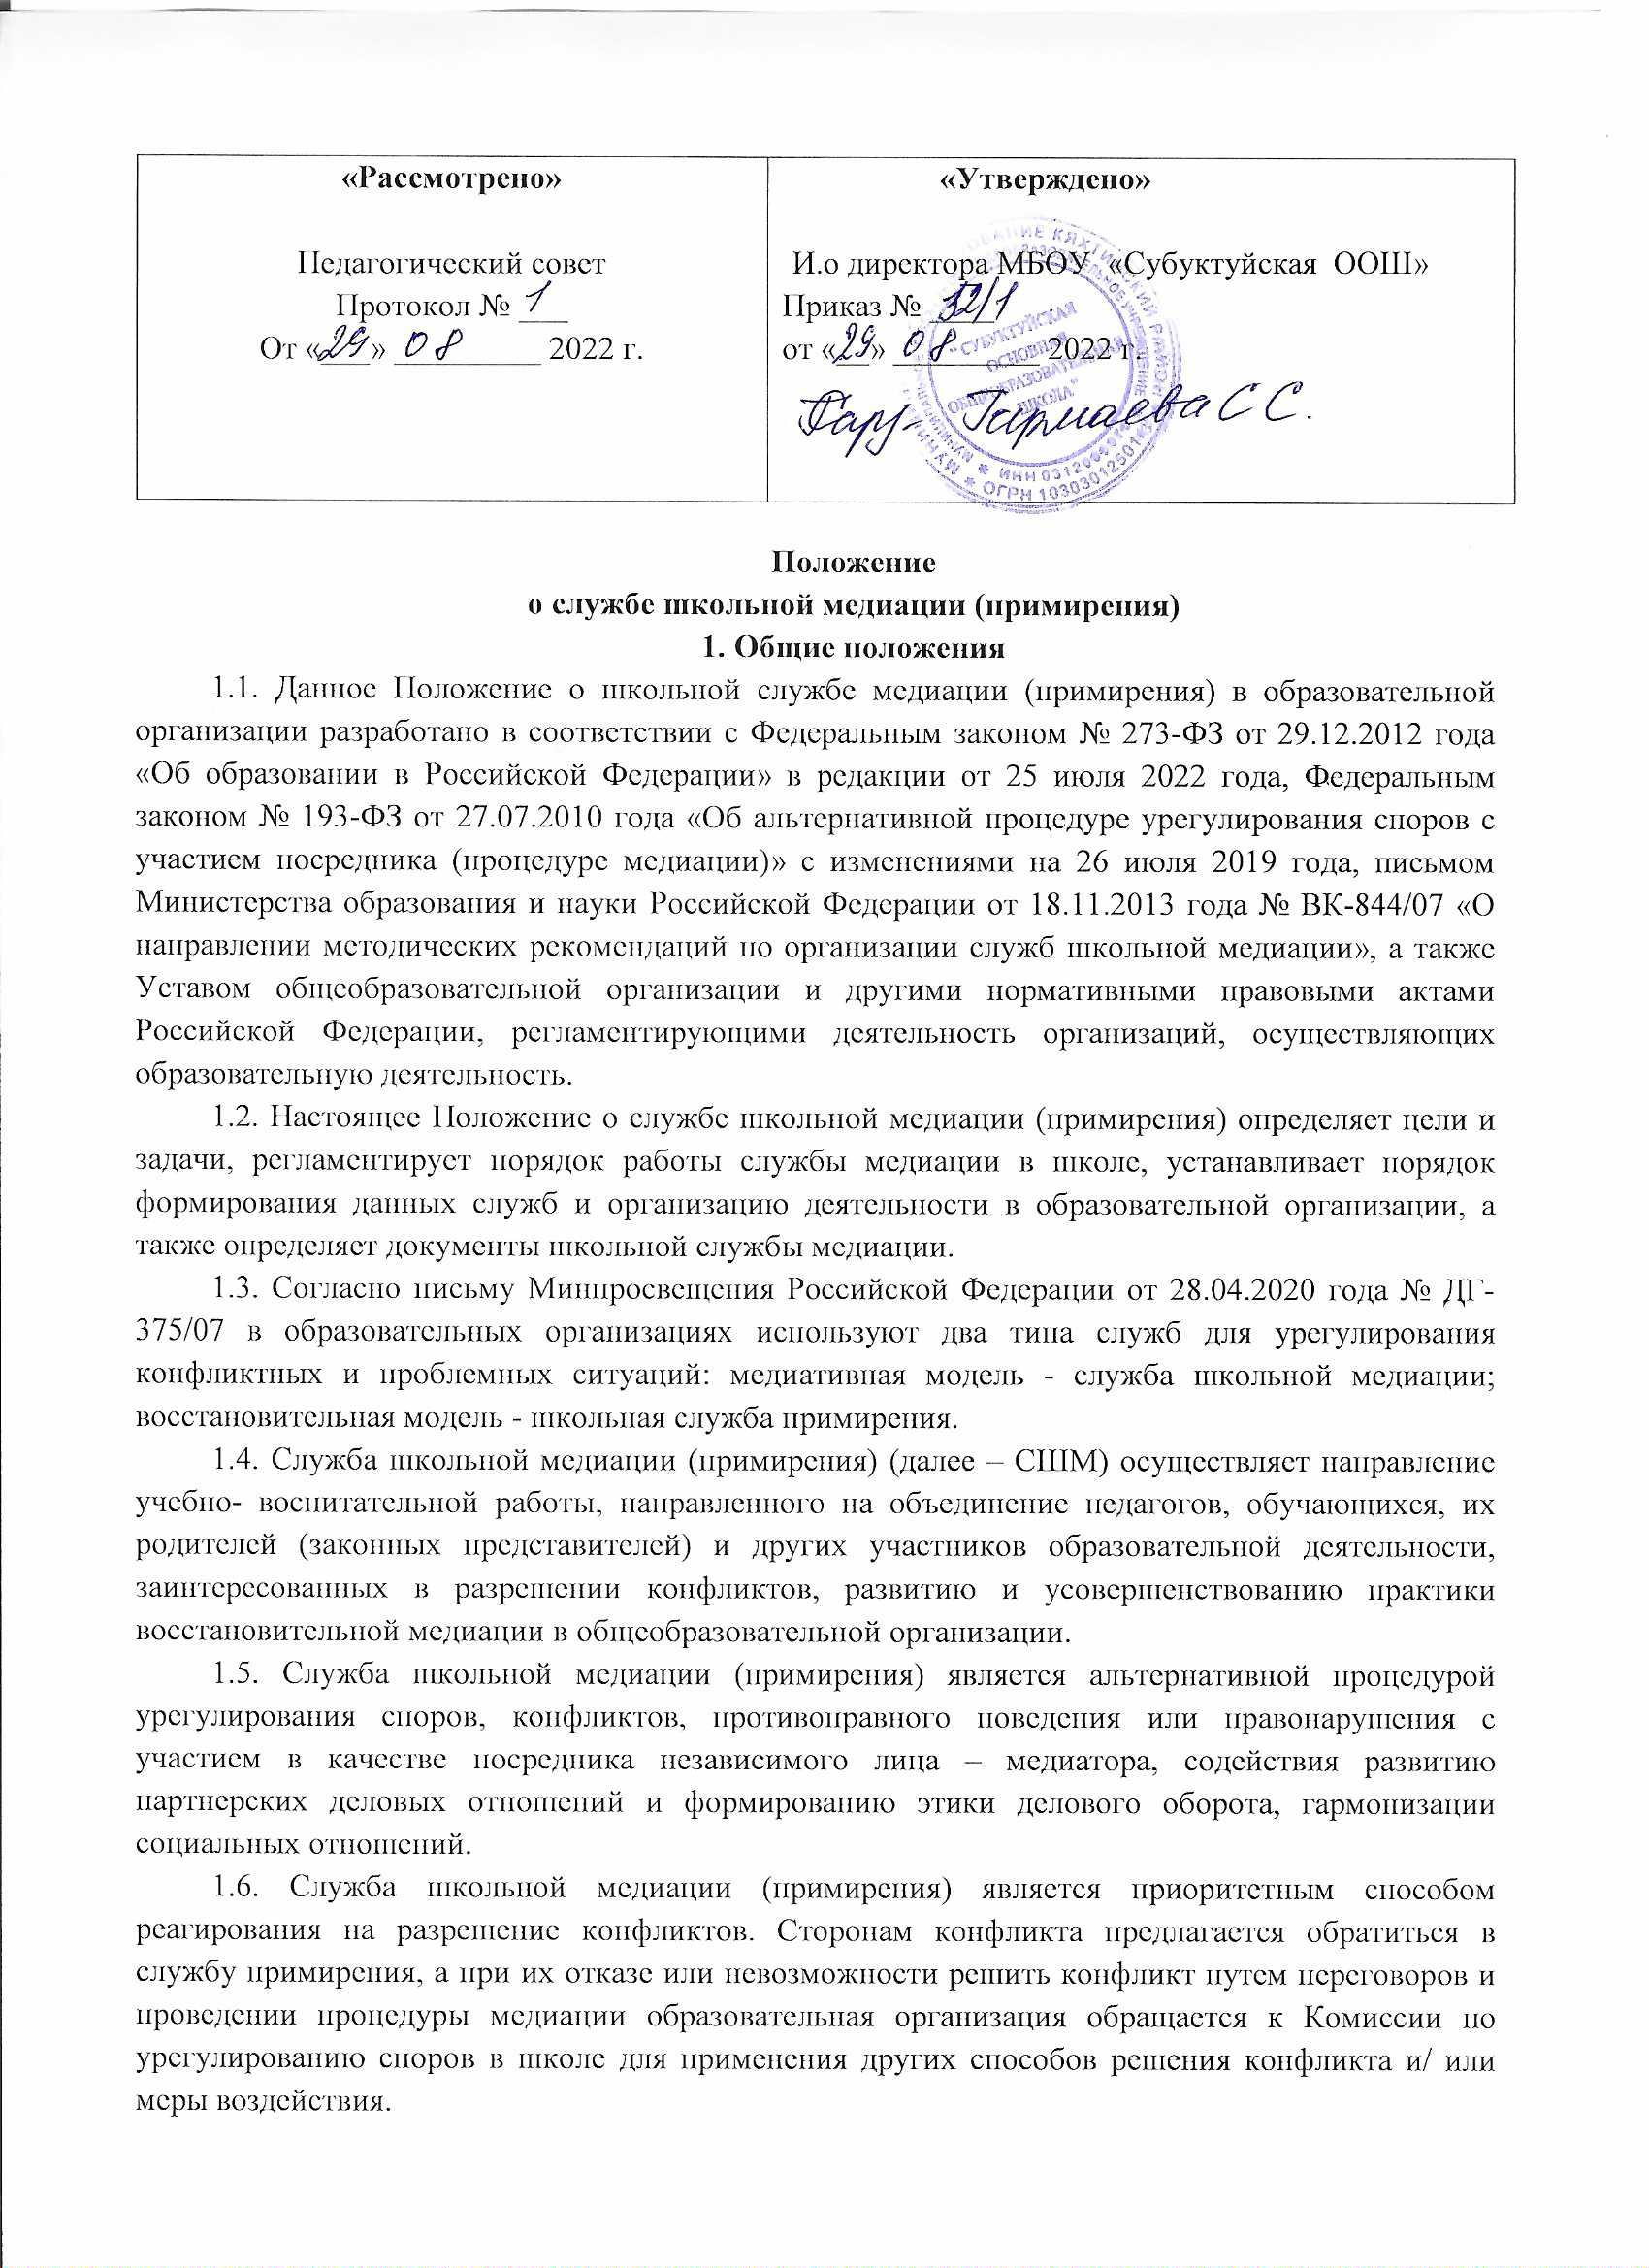 «Рассмотрено»
Педагогический совет
Протокол № 1
От «29» 08 2022 г.
«Утверждено»
И.о директора МБОУ «Субуктуйская ООШ»
Приказ № 52/1
от «29» 08 2022 г.
Гармаева С С.
"СУБУКТУЙСКАЯ
ОСНОВНАЯ
ОБЩЕОБРАЗОВАТЕЛЬНАЯ
ШКОЛА"
Положение
о службе школьной медиации (примирения)
1. Общие положения
1.1. Данное Положение о школьной службе медиации (примирения) в образовательной
организации разработано в соответствии с Федеральным законом № 273-ФЗ от 29.12.2012 года
«Об образовании в Российской Федерации» в редакции от 25 июля 2022 года, Федеральным
законом № 193-ФЗ от 27.07.2010 года «Об альтернативной процедуре урегулирования споров с
участием посредника (процедуре медиации)» с изменениями на 26 июля 2019 года, письмом
Министерства образования и науки Российской Федерации от 18.11.2013 года № ВК-844/07 «О
направлении методических рекомендаций по организации служб школьной медиации», а также
Уставом общеобразовательной организации и другими нормативными правовыми актами
Российской Федерации, регламентирующими деятельность организаций, осуществляющих
образовательную деятельность.
1.2. Настоящее Положение о службе школьной медиации (примирения) определяет цели и
задачи, регламентирует порядок работы службы медиации в школе, устанавливает порядок
формирования данных служб и организацию деятельности в образовательной организации, а
также определяет документы школьной службы медиации.
1.3. Согласно письму Минпросвещения Российской Федерации от 28.04.2020 года № ДГ-
375/07 в образовательных организациях используют два типа служб для урегулирования
конфликтных и проблемных ситуаций: медиативная модель - служба школьной медиации;
восстановительная модель - школьная служба примирения.
1.4. Служба школьной медиации (примирения) (далее – СШМ) осуществляет направление
учебно- воспитательной работы, направленного на объединение педагогов, обучающихся, их
родителей (законных представителей) и других участников образовательной деятельности,
заинтересованных в разрешении конфликтов, развитию и усовершенствованию практики
восстановительной медиации в общеобразовательной организации.
1.5. Служба школьной медиации (примирения) является альтернативной процедурой
урегулирования споров, конфликтов, противоправного поведения или правонарушения с
участием в качестве посредника независимого лица – медиатора, содействия развитию
партнерских деловых отношений и формированию этики делового оборота, гармонизации
социальных отношений.
1.6. Служба школьной медиации (примирения) является приоритетным способом
реагирования на разрешение конфликтов. Сторонам конфликта предлагается обратиться в
службу примирения, а при их отказе или невозможности решить конфликт путем переговоров и
проведении процедуры медиации образовательная организация обращается к Комиссии по
урегулированию споров в школе для применения других способов решения конфликта и/ или
меры воздействия.